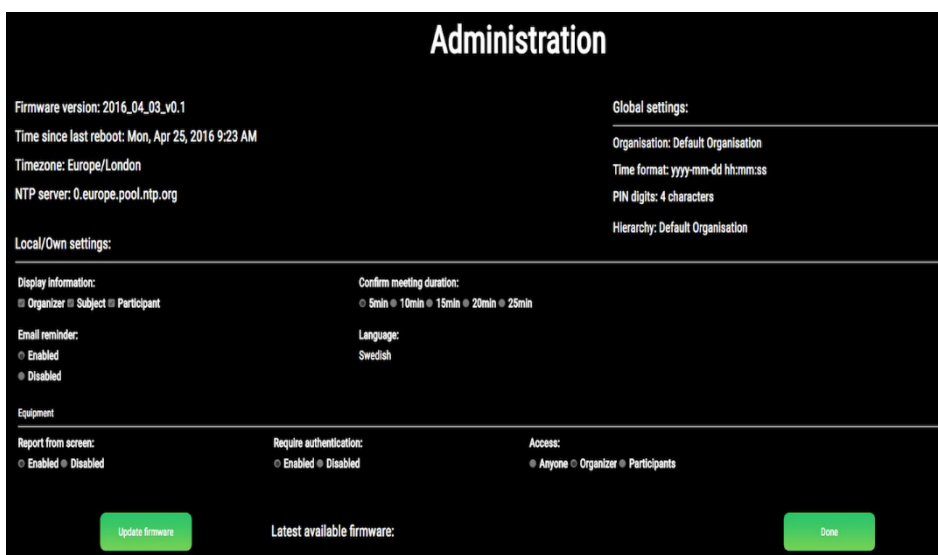 Administration
Firmware version: 2016_04_03_v0.1
Time since last reboot: Mon, Apr 25, 2016 9:23 AM
Timezone: Europe/London
NTP server: 0.europe.pool.ntp.org
Global settings:
Organisation: Default Organisation
Time format: yyyy-mm-dd hh:mm:ss
PIN digits: 4 characters
Hierarchy: Default Organisation
Local/Own settings:
Display information:
Organizer Subject Participant
Confirm meeting duration:
5min 10min 15min 20min 25min
Email reminder:
Enabled
Disabled
Language:
Swedish
Equipment
Report from screen:
Enabled Disabled
Require authentication:
Enabled Disabled
Access:
Anyone Organizer Participants
Update firmware
Latest available firmware:
Done